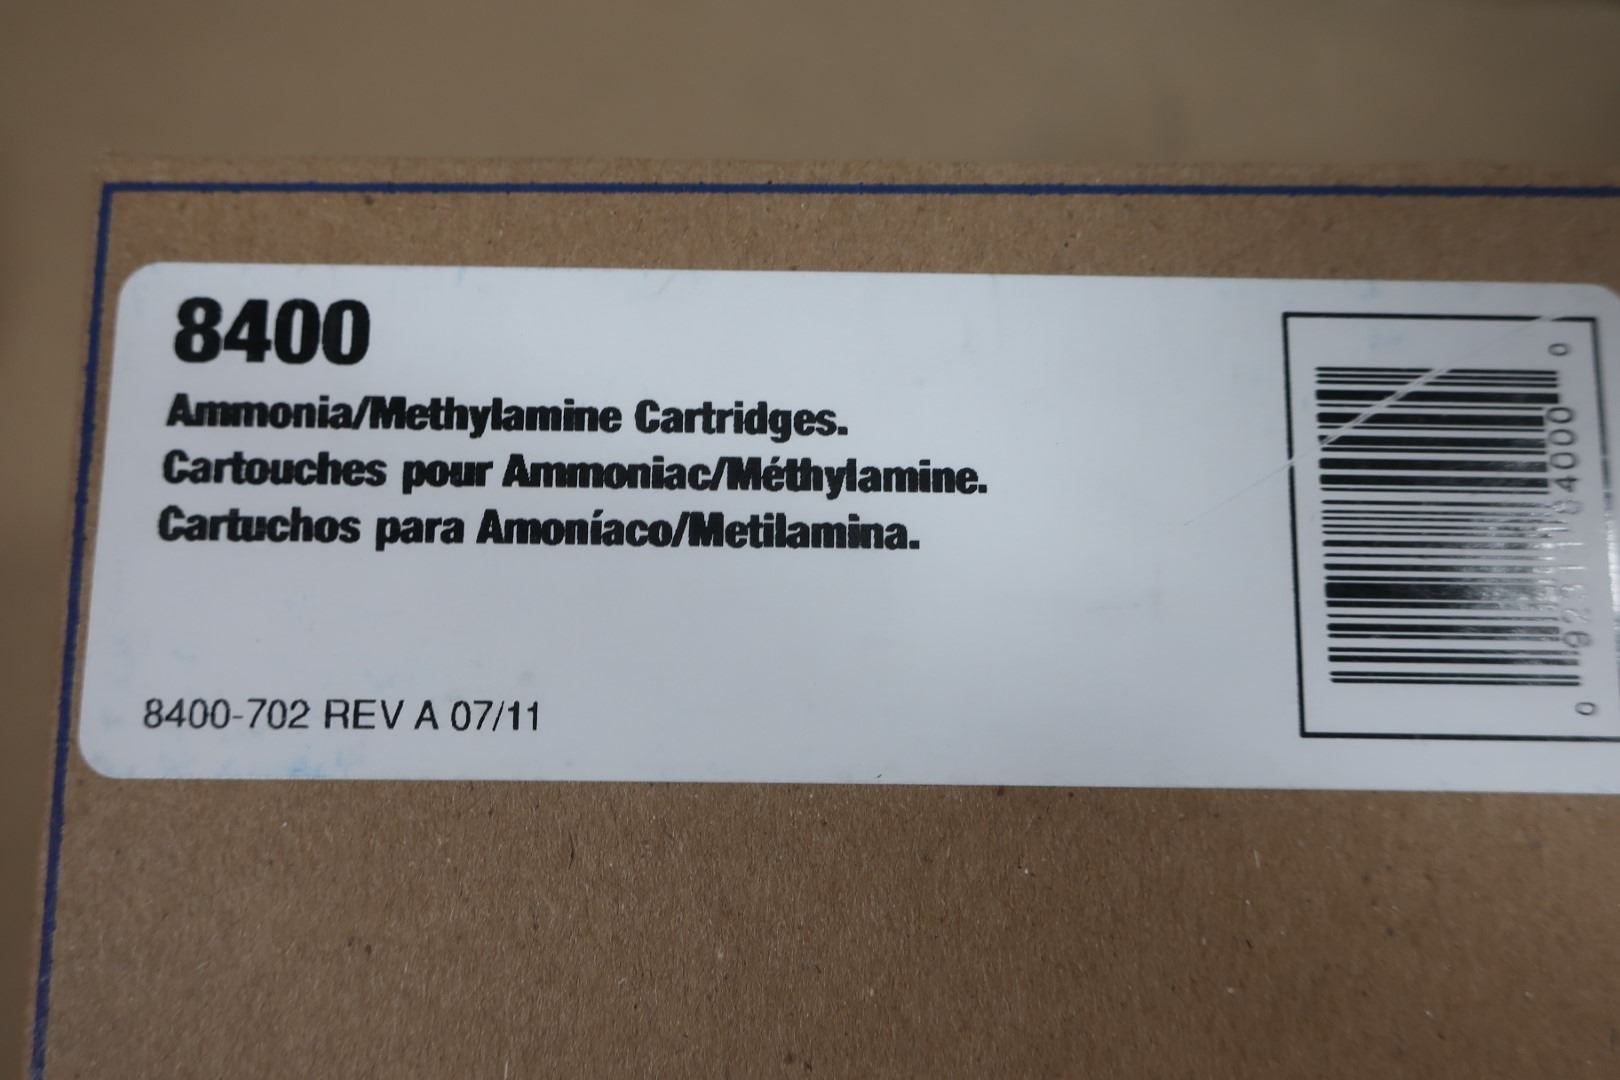 8400
Ammonia/Methylamine Cartridges.
Cartouches pour Ammoniac/Méthylamine.
Cartuchos para Amoníaco/Metilamina.
8400-702 REV A 07/11